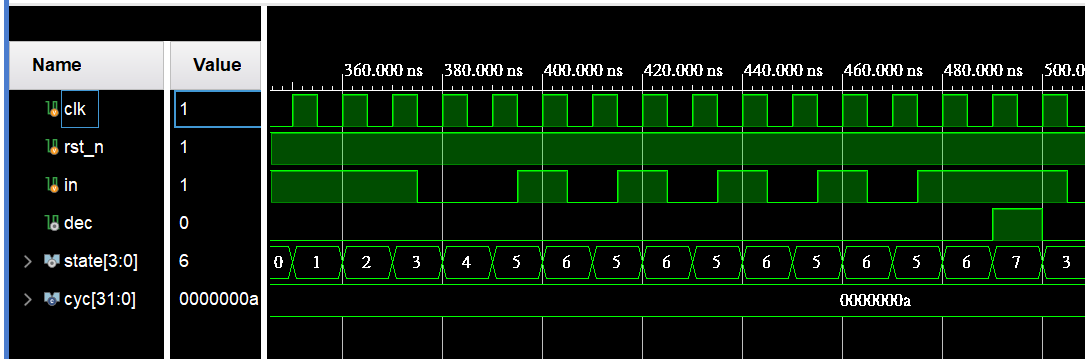 Name Value
360.000 ns 380.000 ns 400.000 ns 420.000 ns 440.000 ns 460.000 ns 480.000 ns 500.0
clk 1
rst_n 1
in 1
dec 0
state[3:0] 6 0 1 2 3 4 5 6 5 6 5 6 5 6 5 6 7 3
cyc[31:0] 0000000a 0000000a